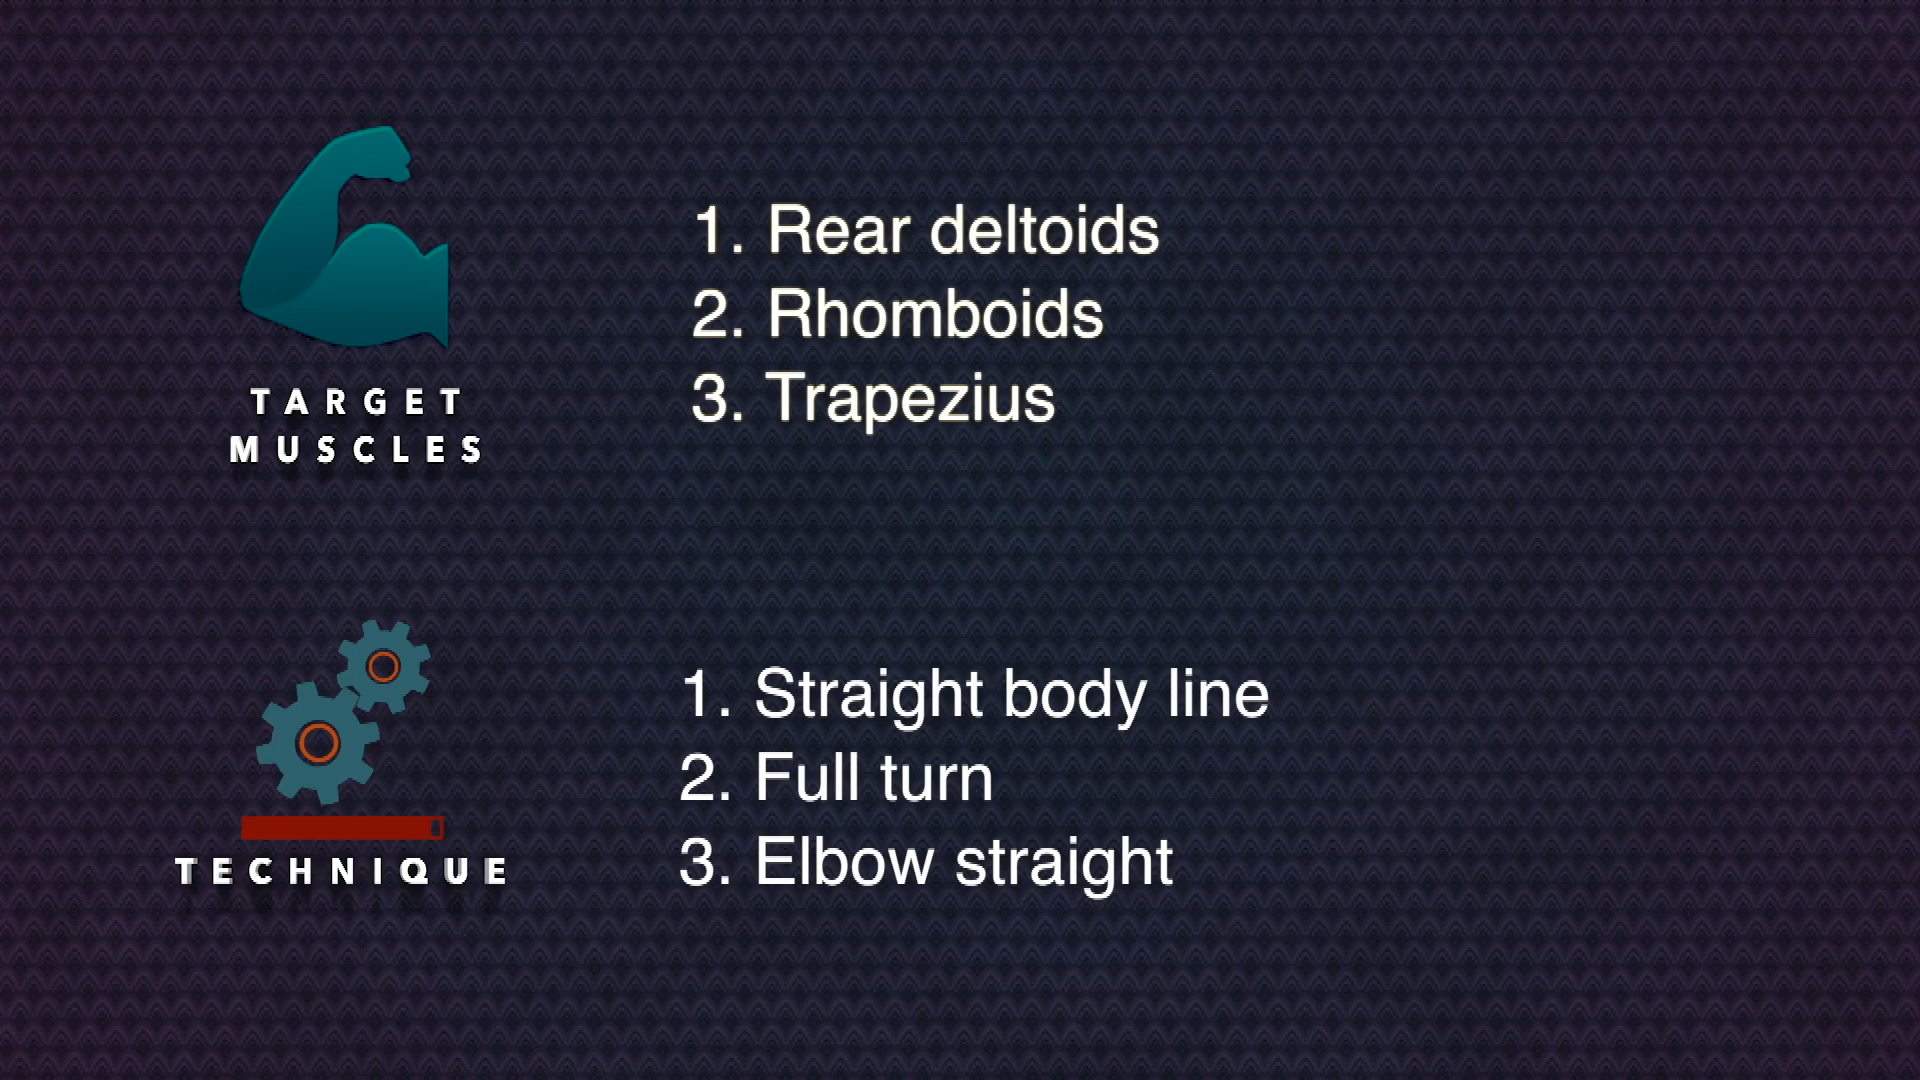 TARGET
MUSCLES
1. Rear deltoids
2. Rhomboids
3. Trapezius
TECHNIQUE
1. Straight body line
2. Full turn
3. Elbow straight